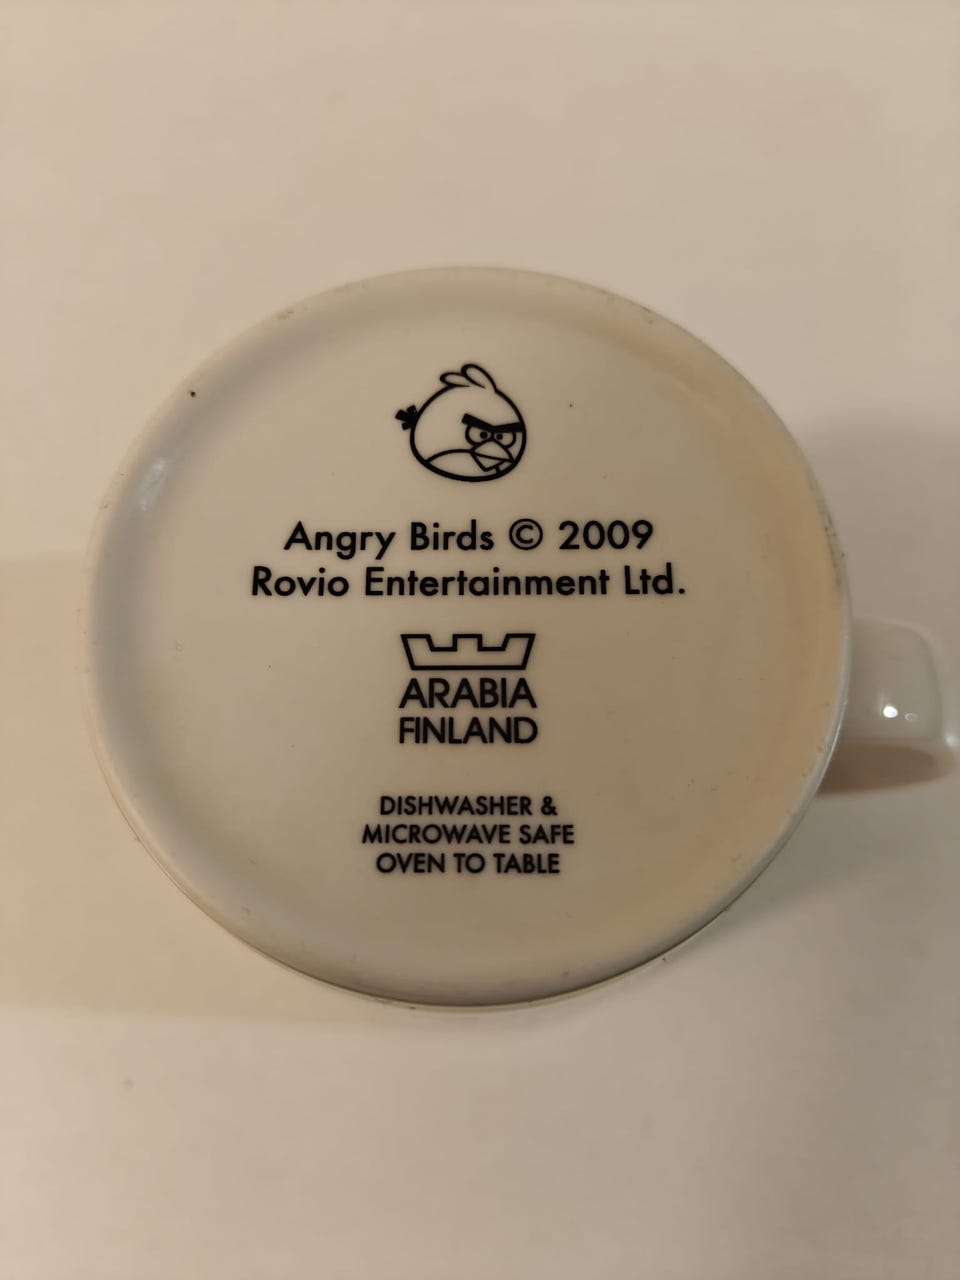 Angry Birds © 2009
Rovio Entertainment Ltd.
ARABIA
FINLAND
DISHWASHER &
MICROWAVE SAFE
OVEN TO TABLE